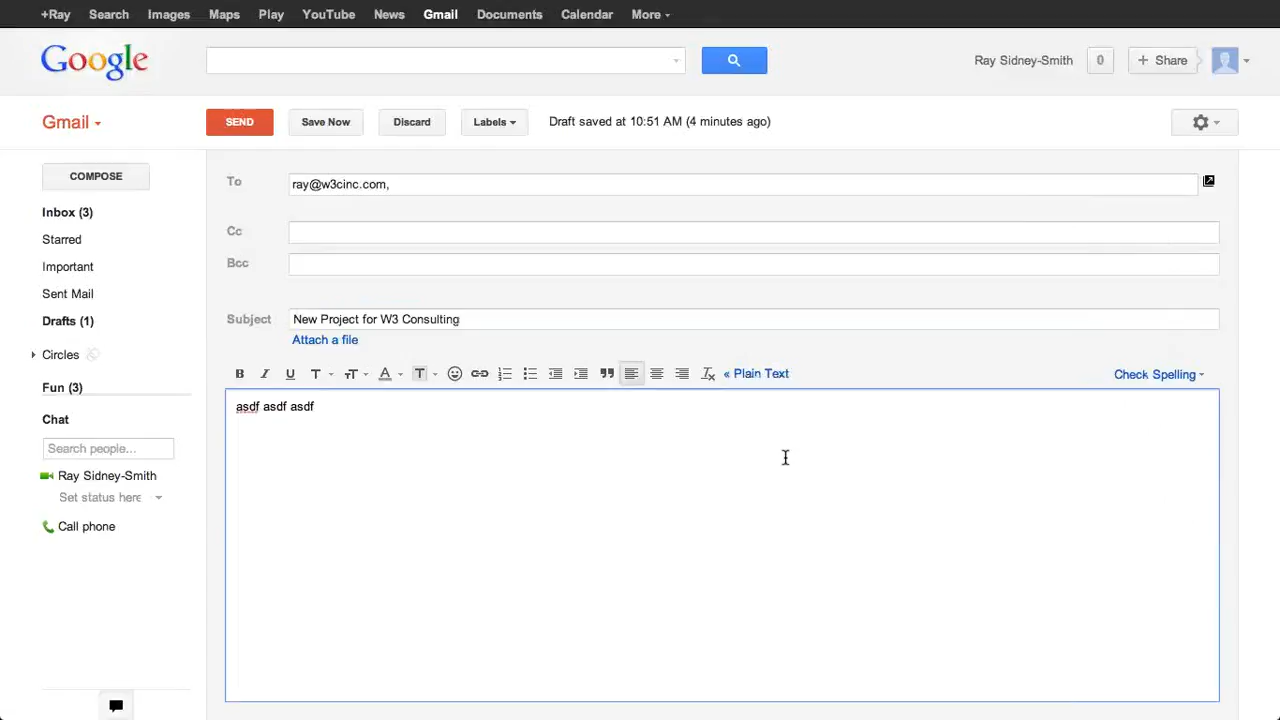 +Ray Search Images Maps Play YouTube News Gmail Documents Calendar More
Google
Ray Sidney-Smith 0 + Share
Gmail
SEND Save Now Discard Labels Draft saved at 10:51 AM (4 minutes ago)
COMPOSE
Inbox (3)
Starred
Important
Sent Mail
Drafts (1)
Circles
Fun (3)
Chat
Search people...
Ray Sidney-Smith
Set status here
Call phone
To ray@w3cinc.com,
Cc
Bcc
Subject New Project for W3 Consulting
Attach a file
B I U T T T A T « Plain Text Check Spelling
asdf asdf asdf